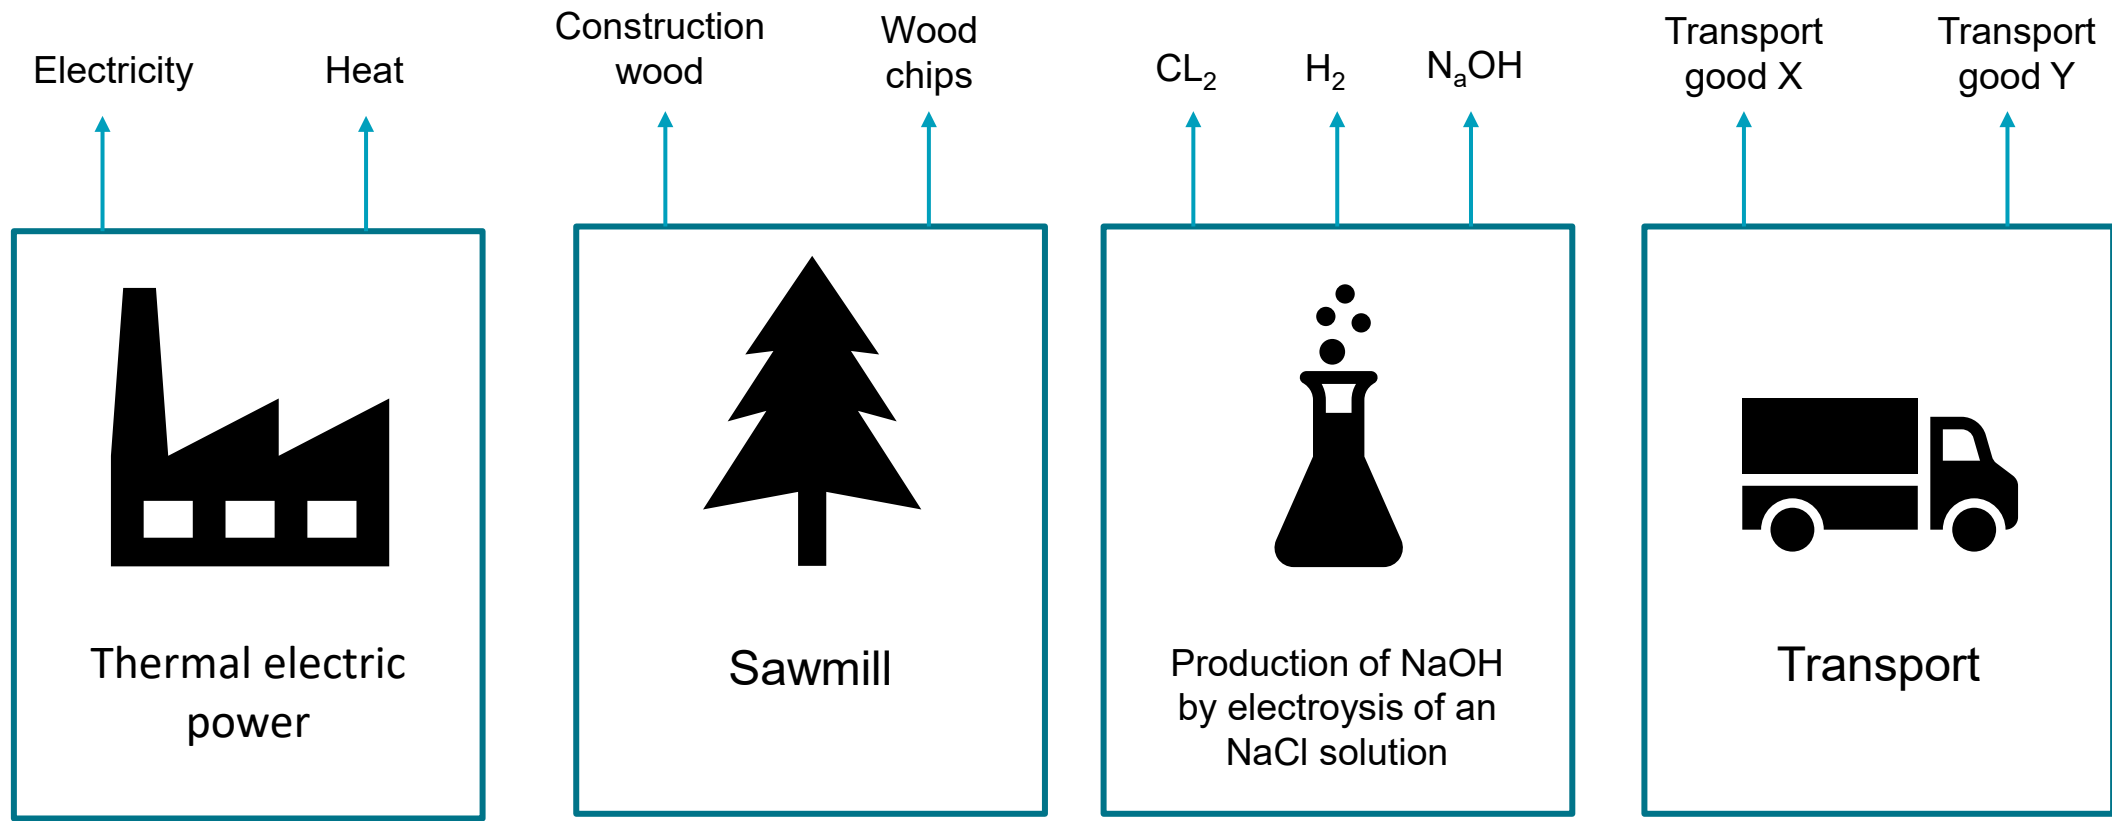 Electricity
Heat
Construction
wood
Wood
chips
CL₂
H₂
NₐOH
Transport
good X
Transport
good Y
Thermal electric
power
Sawmill
Production of NaOH
by electroysis of an
NaCl solution
Transport